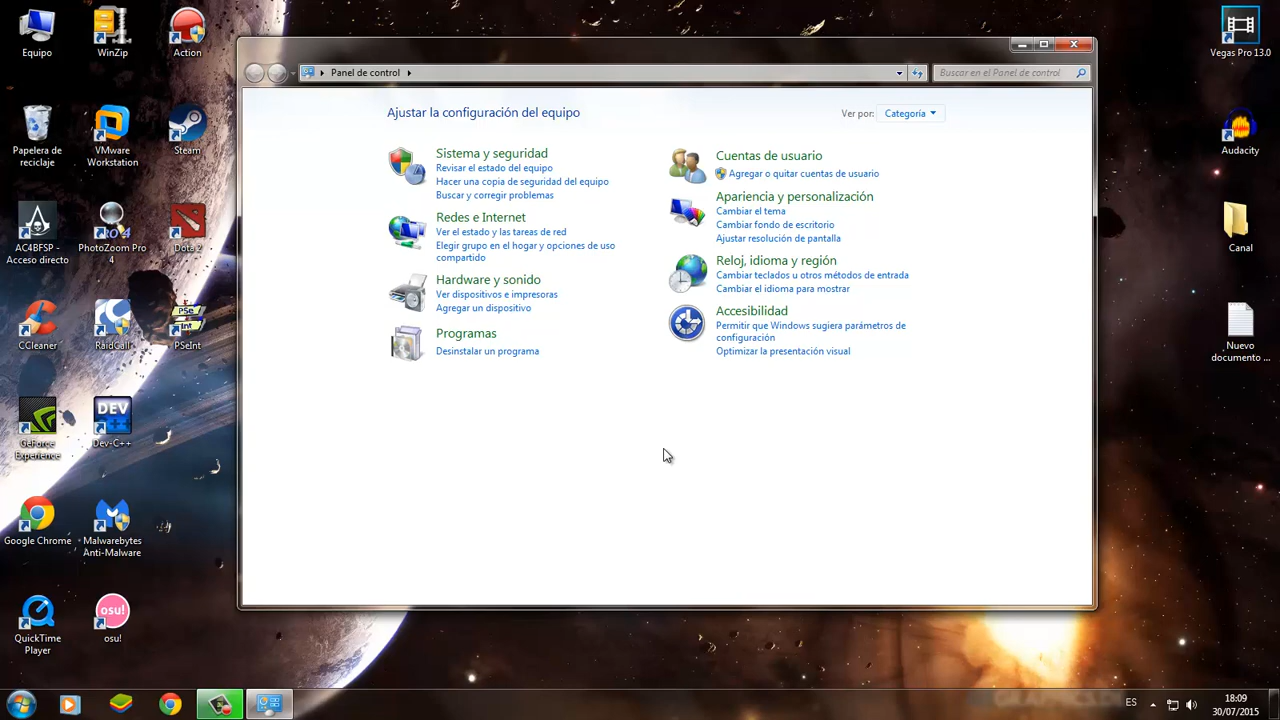 Equipo
WinZip
Action
Papelera de
reciclaje
VMware
Workstation
Steam
AC4BFSP -
Acceso directo
PhotoZoom Pro
4
Dota 2
CCleaner
RaidCall
PSe
Int
PSeInt
GeForce
Experience
DEV
C++
Dev-C++
Google Chrome
Malwarebytes
Anti-Malware
QuickTime
Player
osu!
osu!
Panel de control
Buscar en el Panel de control
Ajustar la configuración del equipo
Ver por:
Categoría
Sistema y seguridad
Revisar el estado del equipo
Hacer una copia de seguridad del equipo
Buscar y corregir problemas
Redes e Internet
Ver el estado y las tareas de red
Elegir grupo en el hogar y opciones de uso
compartido
Hardware y sonido
Ver dispositivos e impresoras
Agregar un dispositivo
Programas
Desinstalar un programa
Cuentas de usuario
Agregar o quitar cuentas de usuario
Apariencia y personalización
Cambiar el tema
Cambiar fondo de escritorio
Ajustar resolución de pantalla
Reloj, idioma y región
Cambiar teclados u otros métodos de entrada
Cambiar el idioma para mostrar
Accesibilidad
Permitir que Windows sugiera parámetros de
configuración
Optimizar la presentación visual
Vegas Pro 13.0
Audacity
Canal
Nuevo
documento ...
ES
18:09
30/07/2015